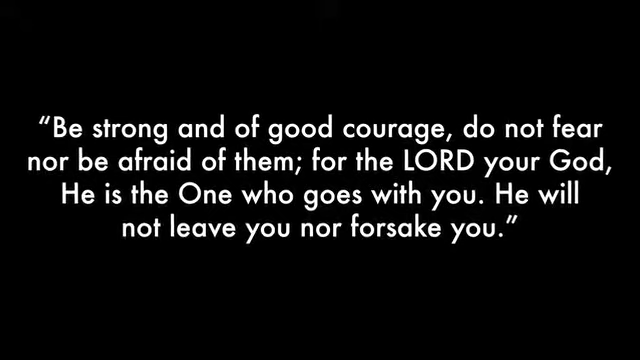 “Be strong and of good courage, do not fear
nor be afraid of them; for the LORD your God,
He is the One who goes with you. He will
not leave you nor forsake you.”